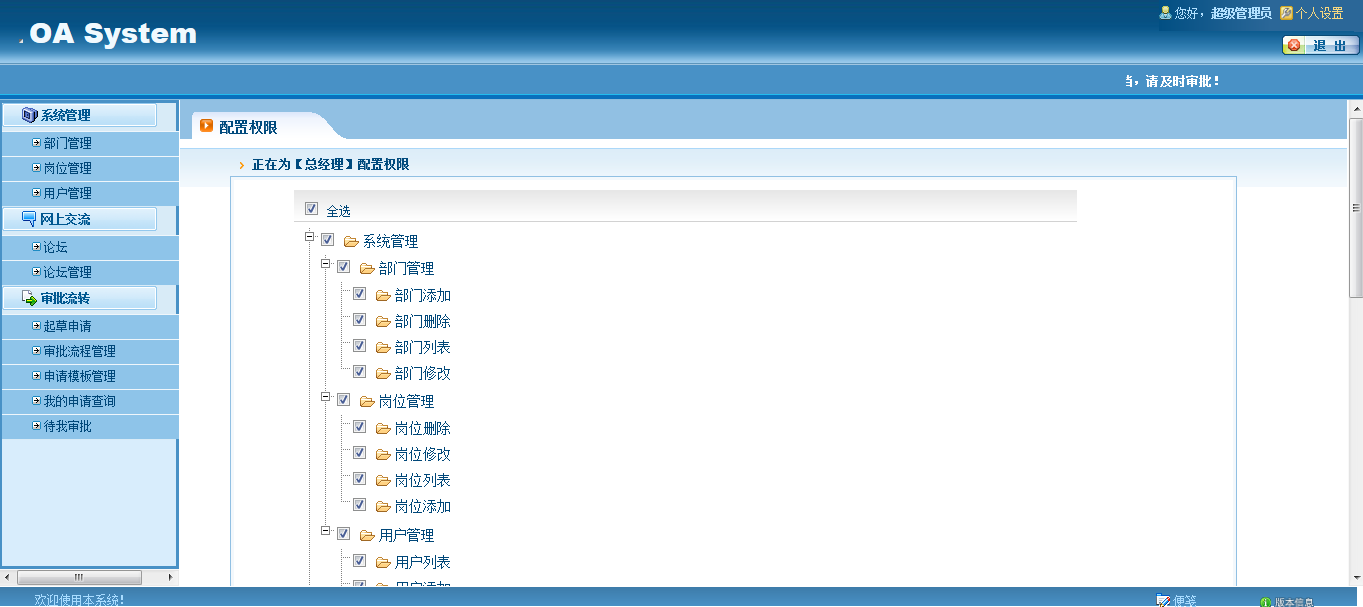 您好，超级管理员 个人设置
OA System
退 出
，请及时审批！
系统管理
部门管理
岗位管理
用户管理
网上交流
论坛
论坛管理
审批流转
起草申请
审批流程管理
申请模板管理
我的申请查询
待我审批
配置权限
正在为【总经理】配置权限
全选
系统管理
部门管理
部门添加
部门删除
部门列表
部门修改
岗位管理
岗位删除
岗位修改
岗位列表
岗位添加
用户管理
用户列表
用户添加
欢迎使用本系统！
便笺
版本信息